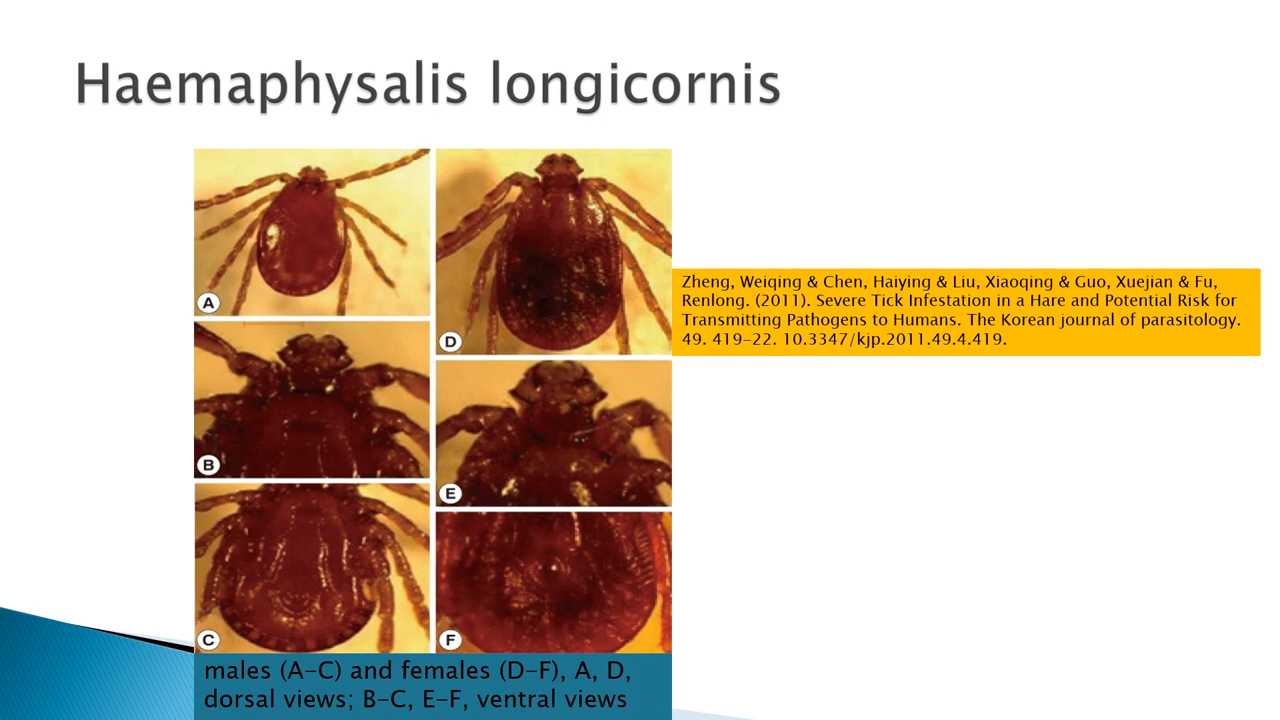 Haemaphysalis longicornis
A
D
B
E
C
F
Zheng, Weiqing & Chen, Haiying & Liu, Xiaoqing & Guo, Xuejian & Fu,
Renlong. (2011). Severe Tick Infestation in a Hare and Potential Risk for
Transmitting Pathogens to Humans. The Korean journal of parasitology.
49. 419-22. 10.3347/kjp.2011.49.4.419.
males (A-C) and females (D-F), A, D,
dorsal views; B-C, E-F, ventral views